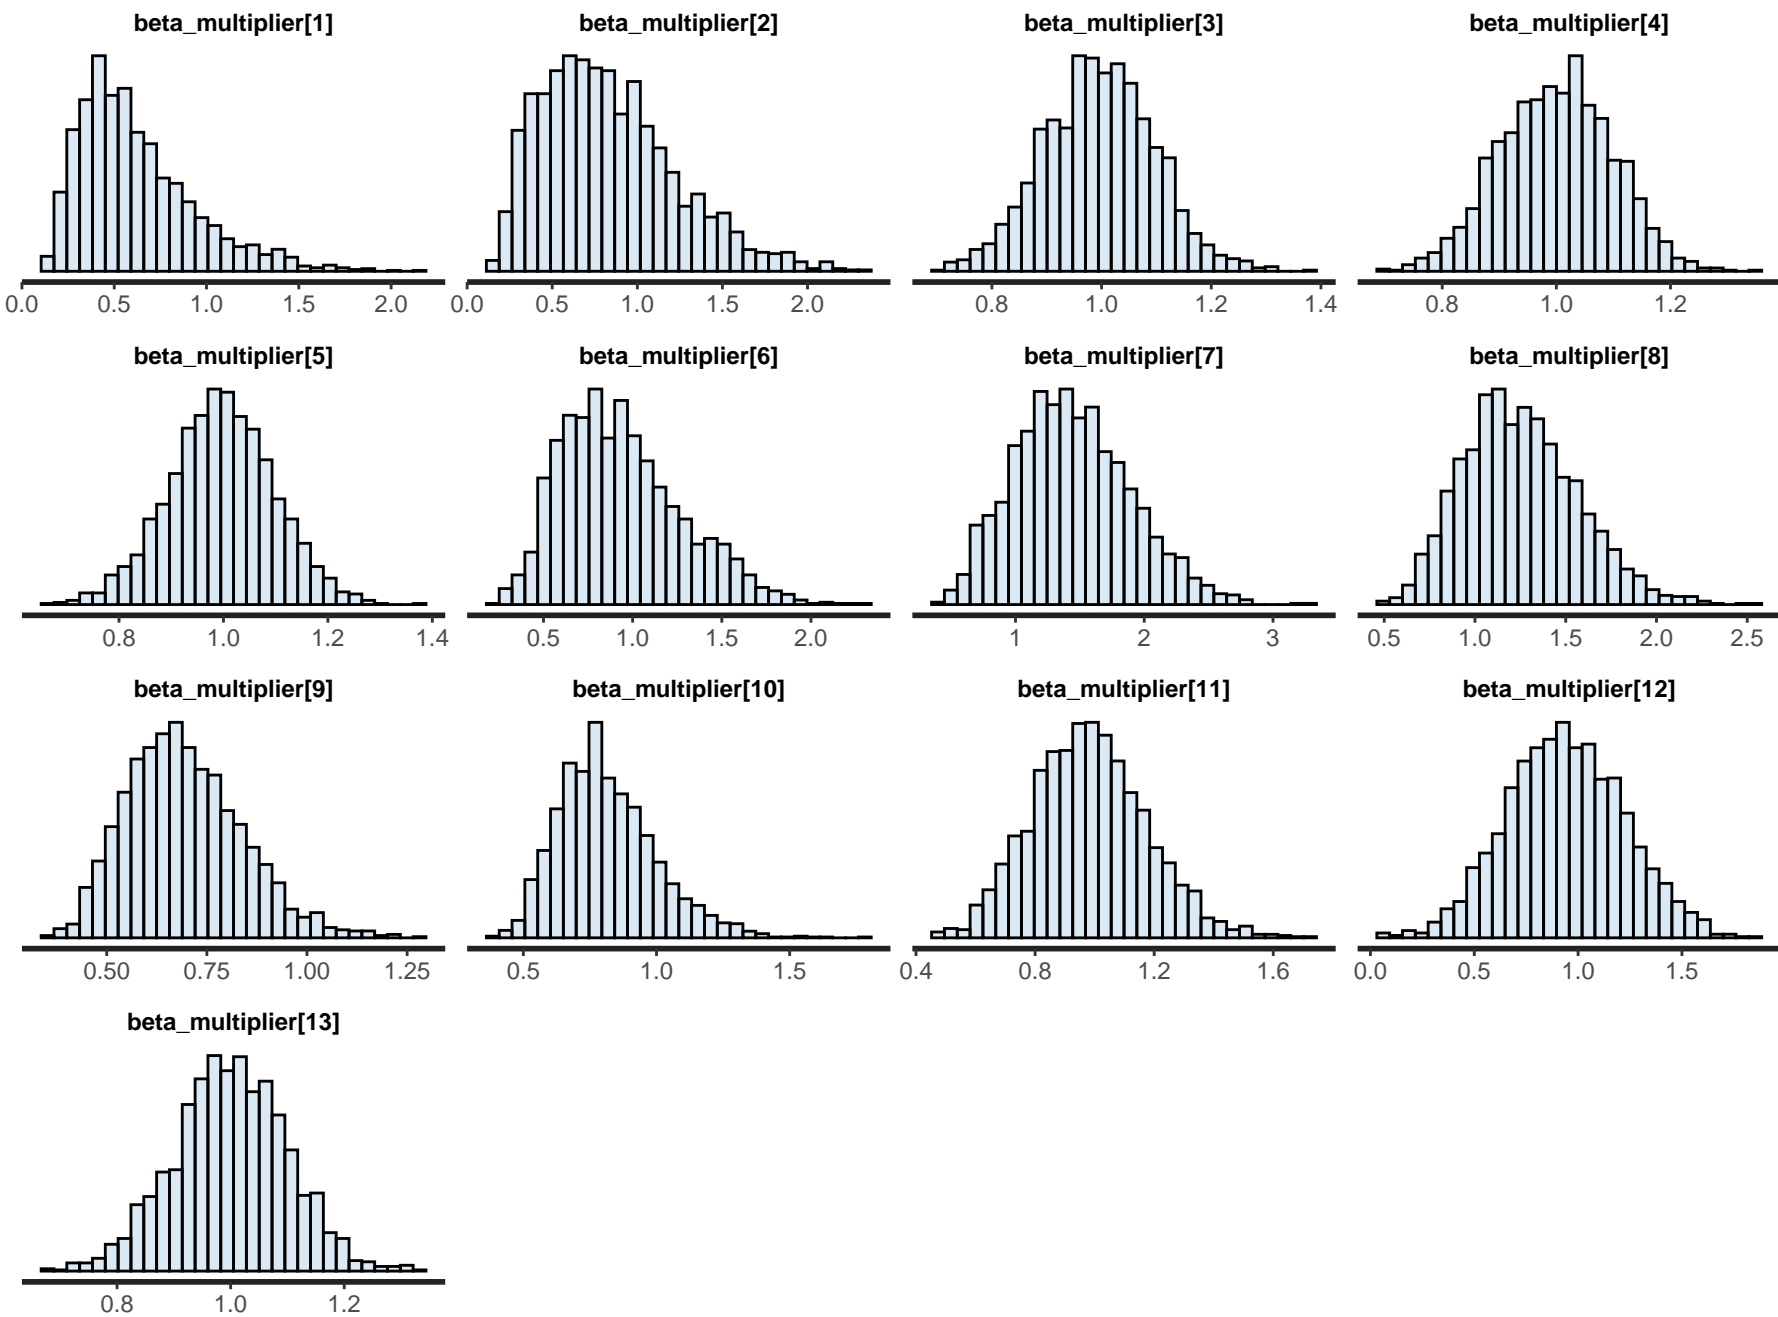 beta_multiplier[1] beta_multiplier[2] beta_multiplier[3] beta_multiplier[4]
0.0 0.5 1.0 1.5 2.0 0.0 0.5 1.0 1.5 2.0 0.8 1.0 1.2 1.4 0.8 1.0 1.2
beta_multiplier[5] beta_multiplier[6] beta_multiplier[7] beta_multiplier[8]
0.8 1.0 1.2 1.4 0.5 1.0 1.5 2.0 1 2 3 0.5 1.0 1.5 2.0 2.5
beta_multiplier[9] beta_multiplier[10] beta_multiplier[11] beta_multiplier[12]
0.50 0.75 1.00 1.25 0.5 1.0 1.5 0.4 0.8 1.2 1.6 0.0 0.5 1.0 1.5
beta_multiplier[13]
0.8 1.0 1.2